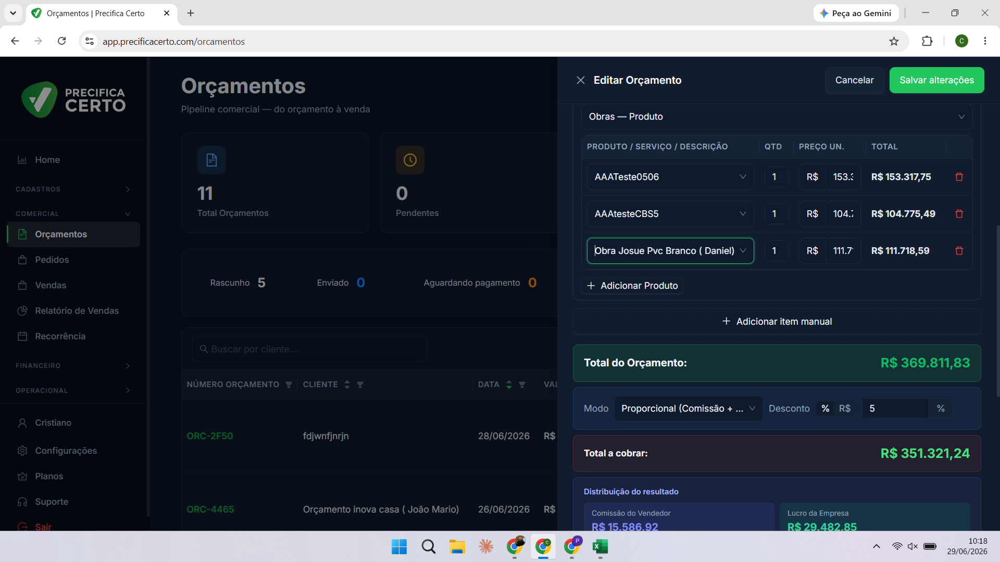 Orçamentos | Precifica Certo
Peça ao Gemini
app.precificacerto.com/orcamentos
C
PRECIFICA
CERTO
Home
CADASTROS
COMERCIAL
Orçamentos
Pedidos
Vendas
Relatório de Vendas
Recorrência
FINANCEIRO
OPERACIONAL
Cristiano
Configurações
Planos
Suporte
Sair
Orçamentos
Pipeline comercial — do orçamento à venda
11
Total Orçamentos
0
Pendentes
Rascunho 5
Enviado 0
Aguardando pagamento 0
Buscar por cliente...
NÚMERO ORÇAMENTO CLIENTE DATA VAL
ORC-2F50 fdjwnfjnrjn 28/06/2026 R$
ORC-4465 Orçamento inova casa ( João Mario) 26/06/2026 R$
Editar Orçamento
Cancelar
Salvar alterações
Obras — Produto
PRODUTO / SERVIÇO / DESCRIÇÃO QTD PREÇO UN. TOTAL
AAATeste0506 1 R$ 153.3 R$ 153.317,75
AAAtesteCBS5 1 R$ 104.7 R$ 104.775,49
Obra Josue Pvc Branco ( Daniel) 1 R$ 111.7 R$ 111.718,59
+ Adicionar Produto
+ Adicionar item manual
Total do Orçamento: R$ 369.811,83
Modo Proporcional (Comissão + ... Desconto % R$ 5 %
Total a cobrar: R$ 351.321,24
Distribuição do resultado
Comissão do Vendedor
R$ 15.586,92
Lucro da Empresa
R$ 29.482,85
C
P
10:18
29/06/2026